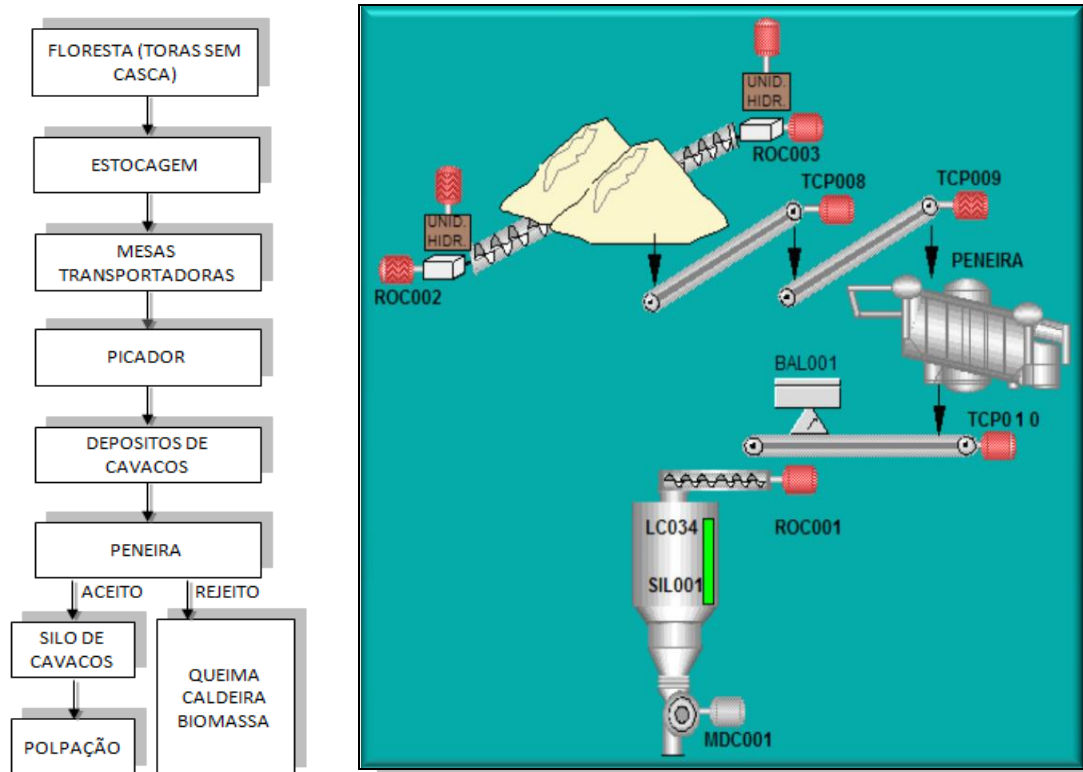 FLORESTA (TORAS SEM
CASCA)
ESTOCAGEM
MESAS
TRANSPORTADORAS
PICADOR
DEPOSITOS DE
CAVACOS
PENEIRA
ACEITO
REJEITO
SILO DE
CAVACOS
QUEIMA
CALDEIRA
BIOMASSA
POLPAÇÃO
UNID.
HIDR.
ROC003
TCP008
TCP009
UNID.
HIDR.
ROC002
PENEIRA
BAL001
TCP0 1 0
LC034
ROC001
SIL001
MDC001